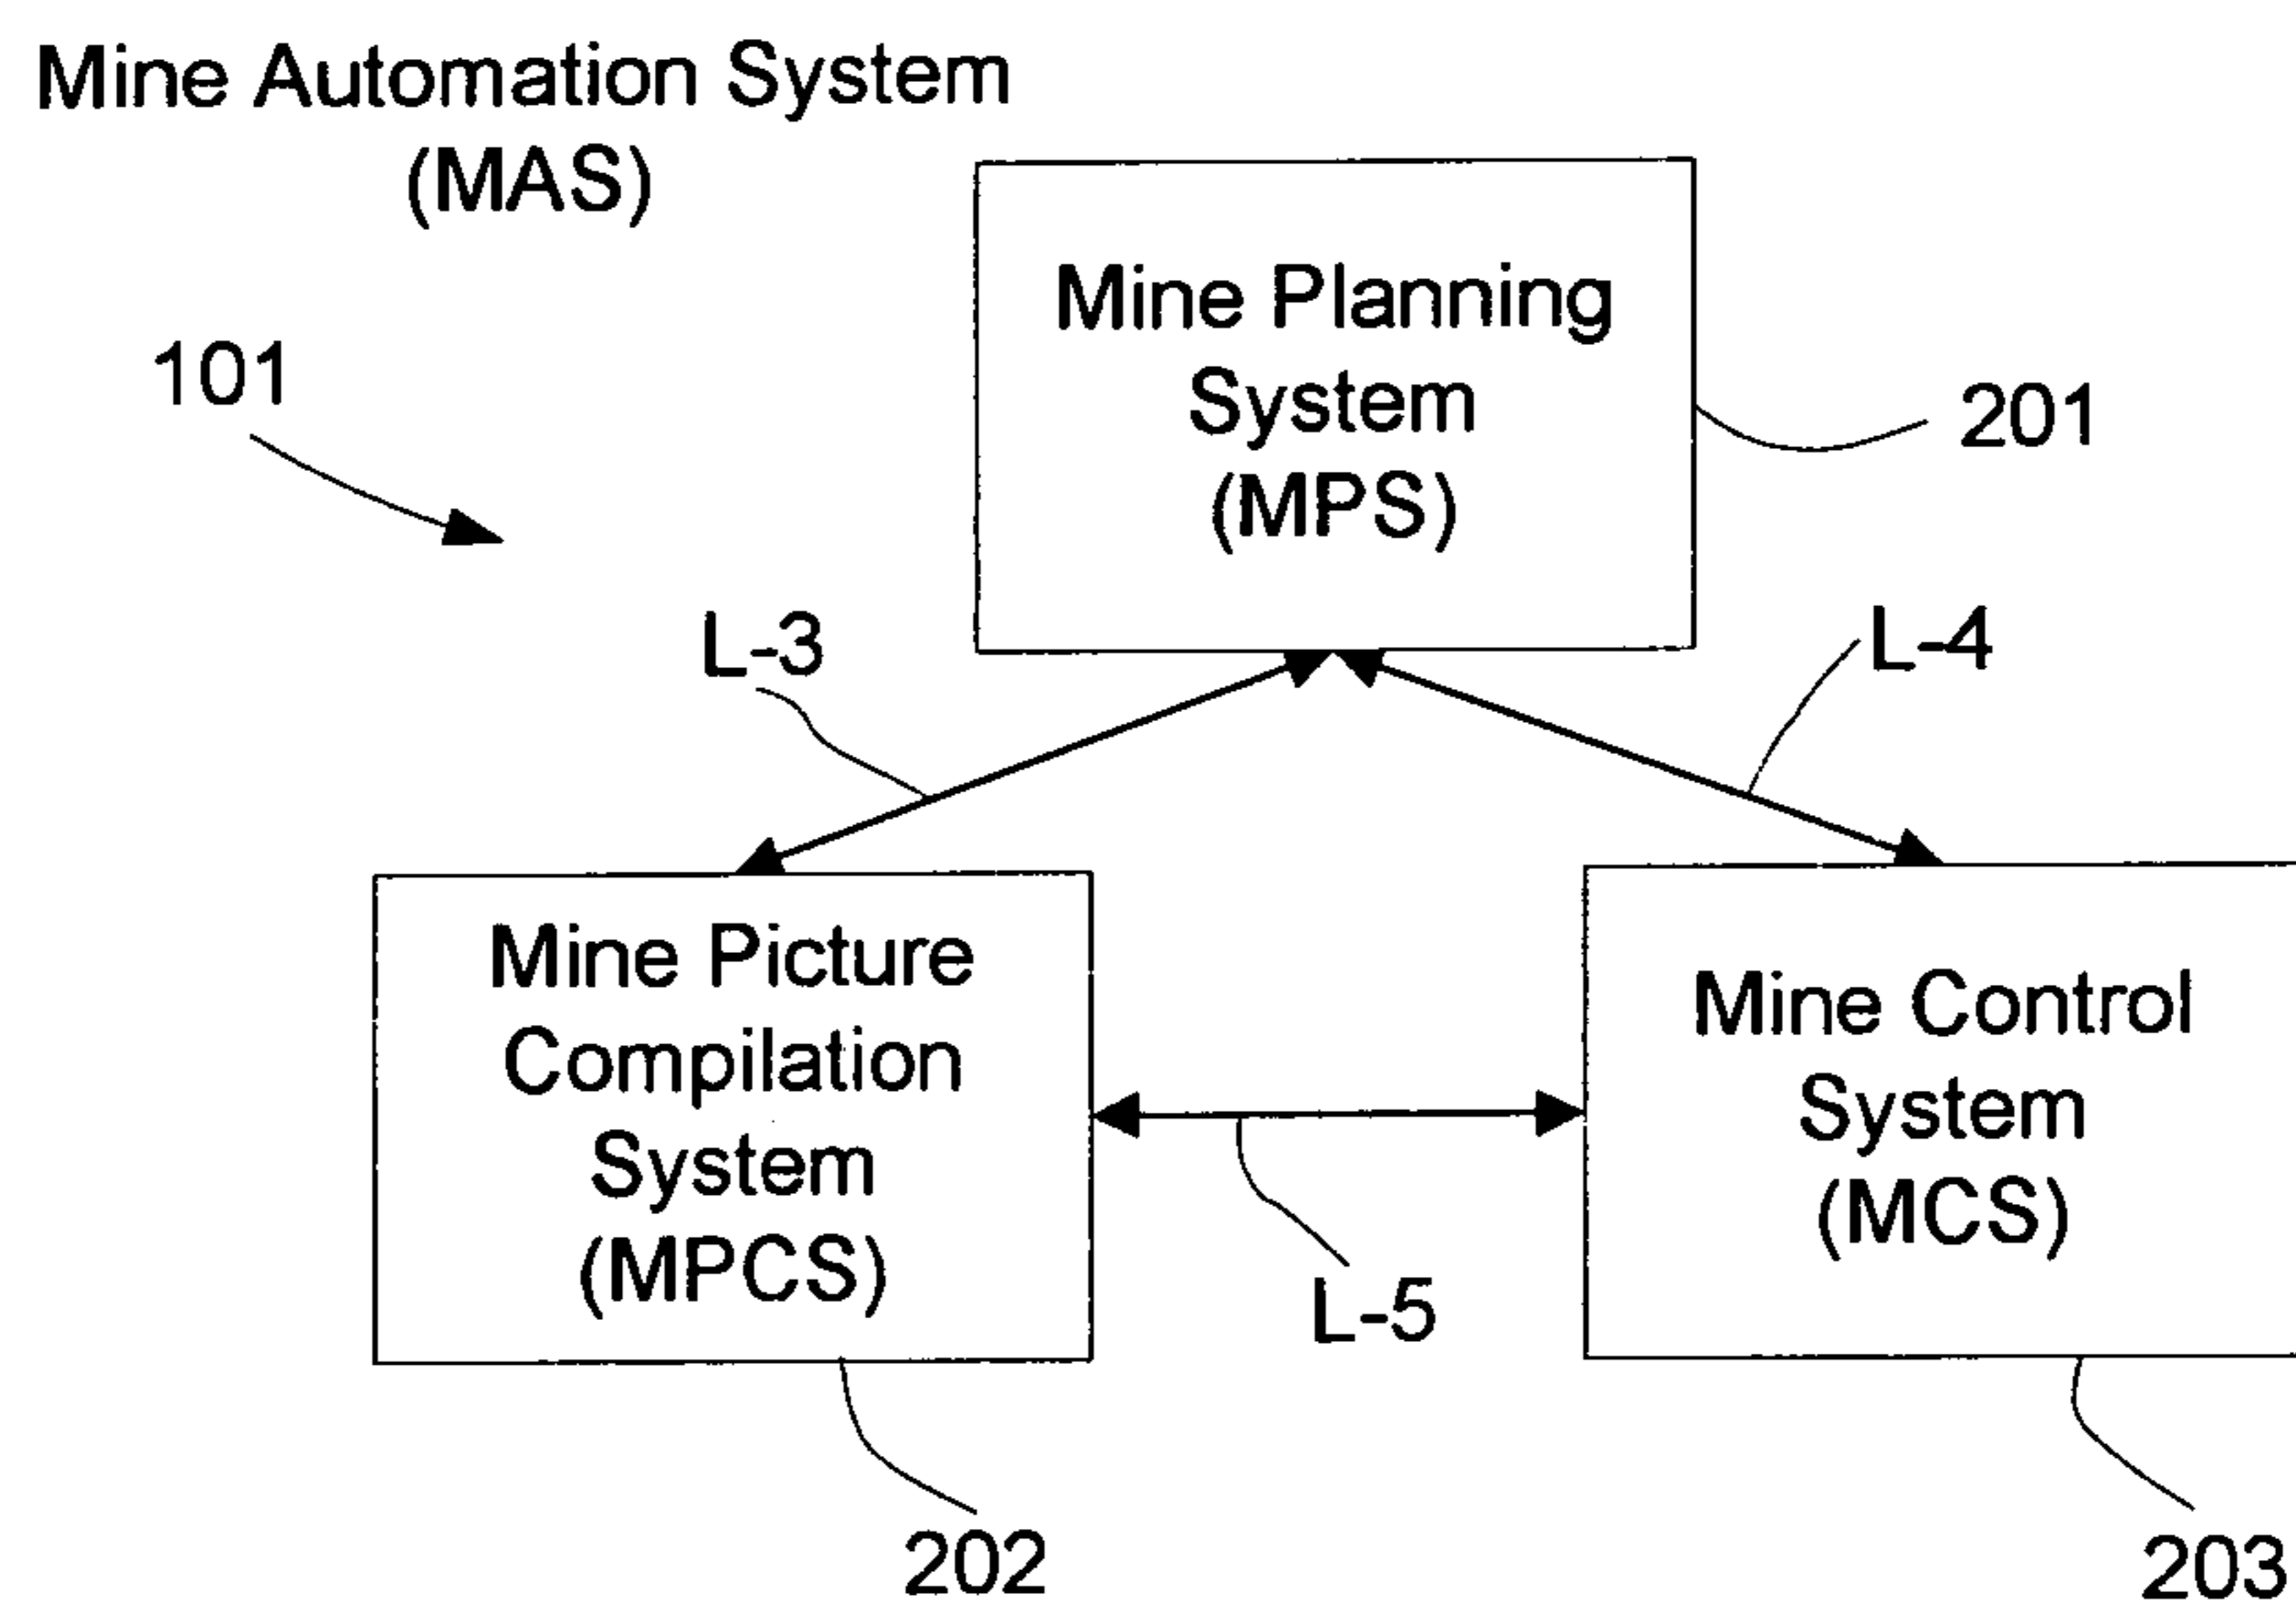 Mine Automation System
(MAS)
101
Mine Planning
System
(MPS)
201
L-3
L-4
Mine Picture
Compilation
System
(MPCS)
Mine Control
System
(MCS)
L-5
202
203